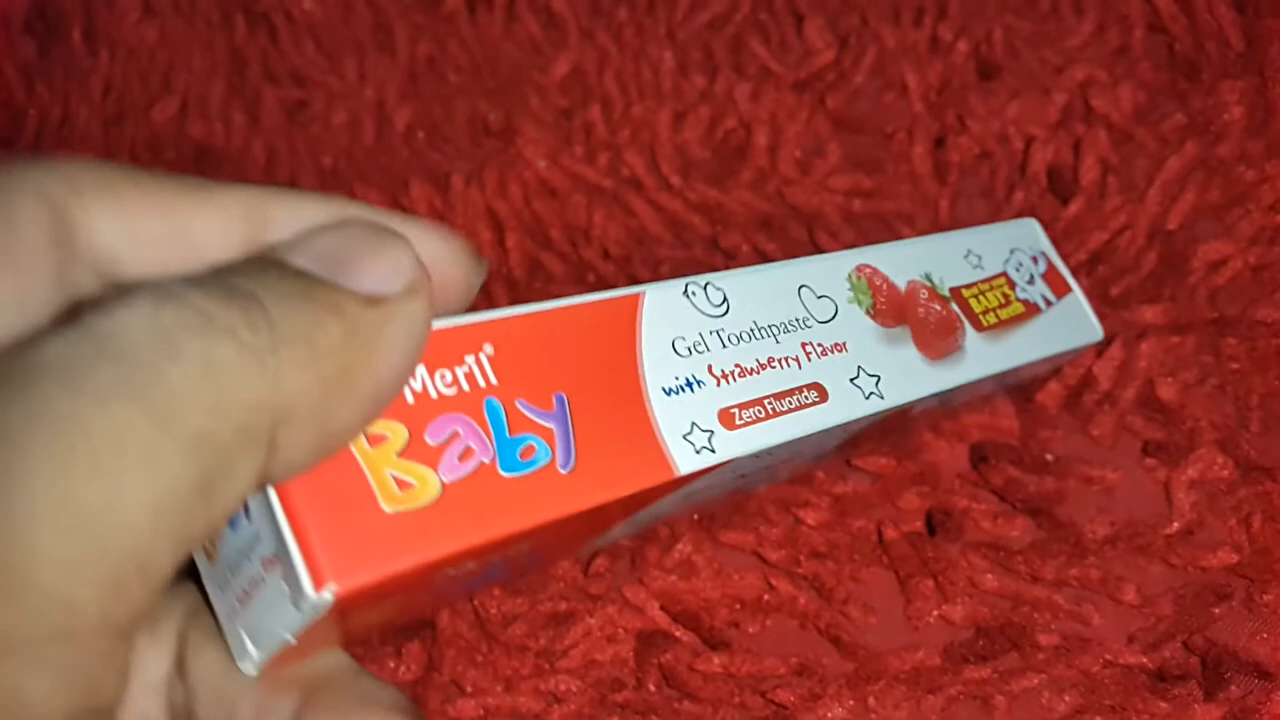 Meril®
Baby
Gel Toothpaste
with Strawberry Flavor
Zero Fluoride
Best for your
BABY'S
1st teeth